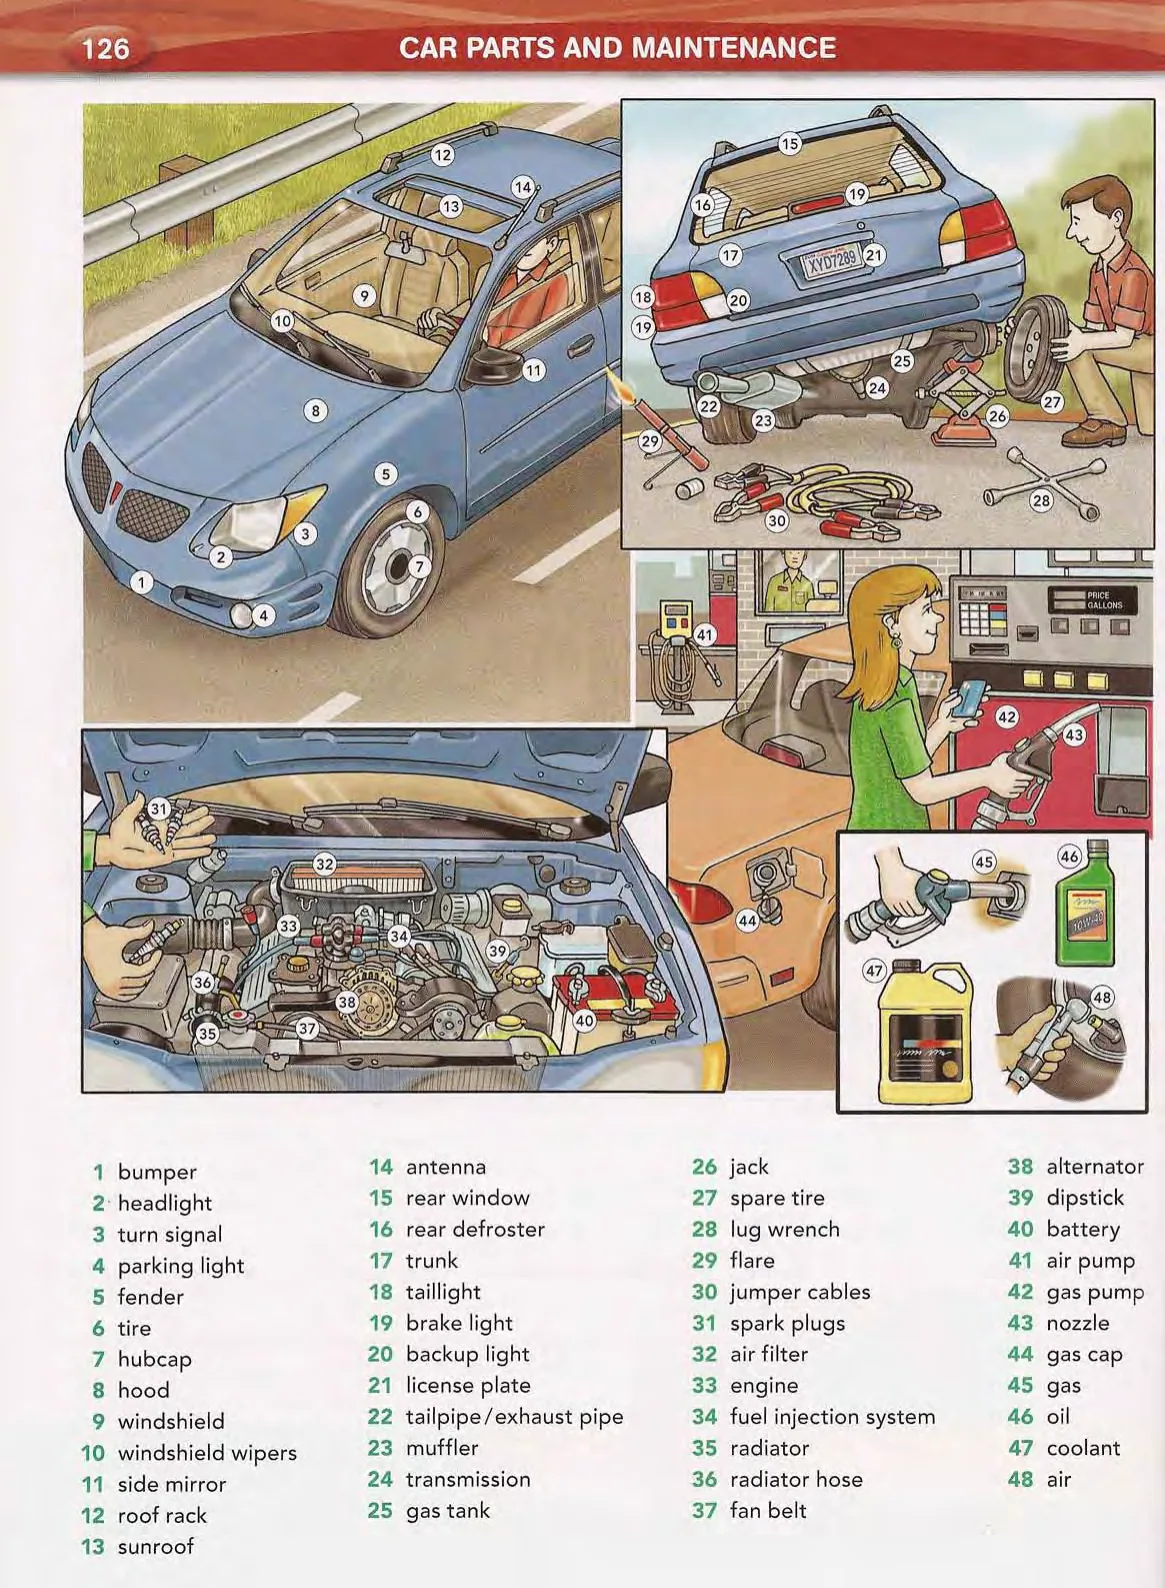 126
CAR PARTS AND MAINTENANCE
12
13
14
9
10
11
8
5
6
3
2
7
1
4
15
16
19
17
XYD7289
21
18
20
19
25
24
22
23
26
27
29
28
30
41
PRICE
GALLONS
42
43
31
32
33
34
39
36
38
35
37
40
44
45
46
10W-40
47
48
1 bumper
2 headlight
3 turn signal
4 parking light
5 fender
6 tire
7 hubcap
8 hood
9 windshield
10 windshield wipers
11 side mirror
12 roof rack
13 sunroof
14 antenna
15 rear window
16 rear defroster
17 trunk
18 taillight
19 brake light
20 backup light
21 license plate
22 tailpipe/exhaust pipe
23 muffler
24 transmission
25 gas tank
26 jack
27 spare tire
28 lug wrench
29 flare
30 jumper cables
31 spark plugs
32 air filter
33 engine
34 fuel injection system
35 radiator
36 radiator hose
37 fan belt
38 alternator
39 dipstick
40 battery
41 air pump
42 gas pump
43 nozzle
44 gas cap
45 gas
46 oil
47 coolant
48 air